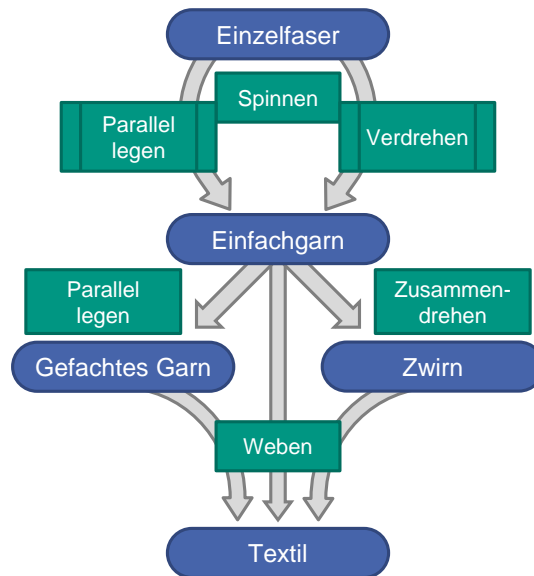 Einzelfaser
Spinnen
Parallel
legen
Verdrehen
Einfachgarn
Parallel
legen
Zusammen-
drehen
Gefachtes Garn
Zwirn
Weben
Textil